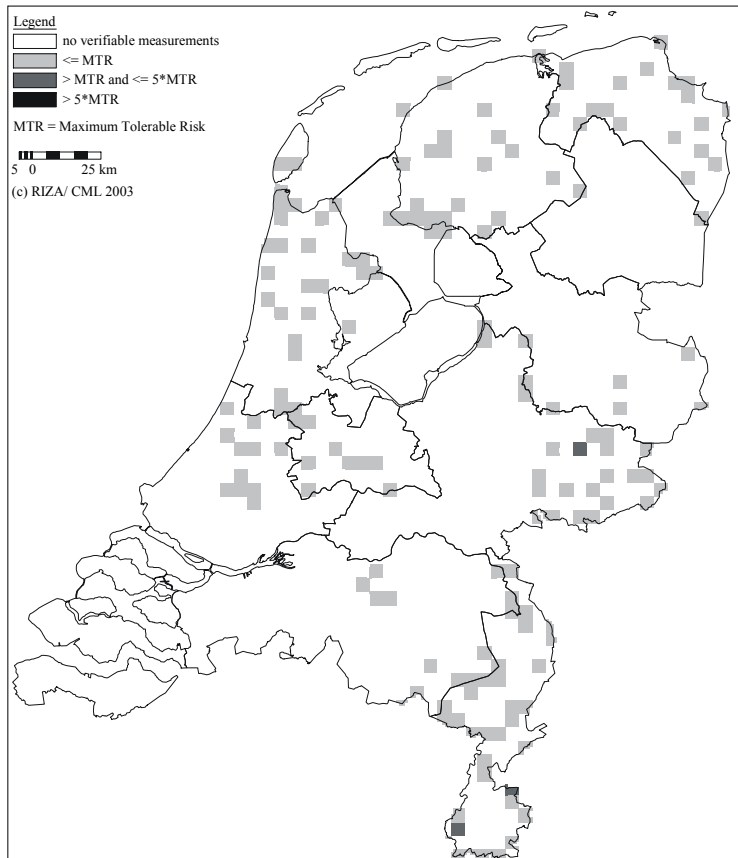 Legend
no verifiable measurements
<= MTR
> MTR and <= 5*MTR
> 5*MTR
MTR = Maximum Tolerable Risk
5 0 25 km
(c) RIZA/ CML 2003